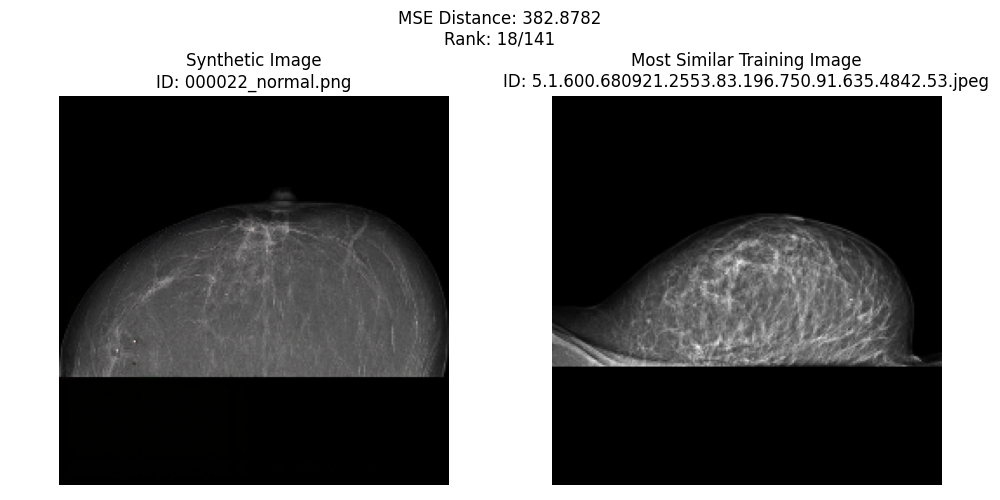 MSE Distance: 382.8782
Rank: 18/141
Synthetic Image
ID: 000022_normal.png
Most Similar Training Image
ID: 5.1.600.680921.2553.83.196.750.91.635.4842.53.jpeg